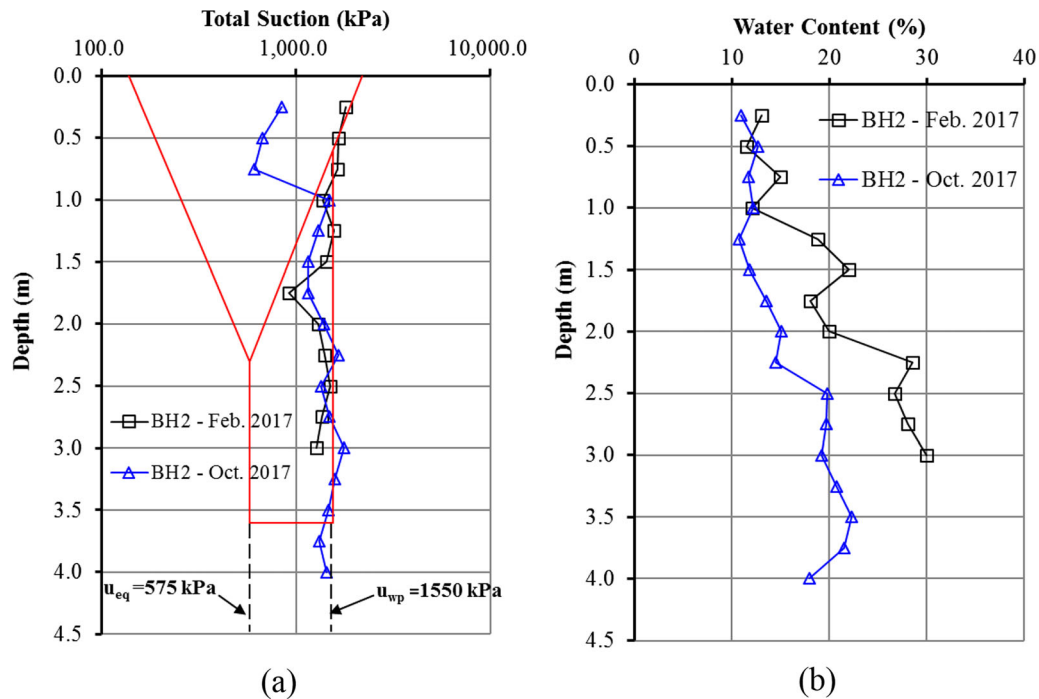 Total Suction (kPa)
100.0 1,000.0 10,000.0
0.0
0.5
1.0
1.5
2.0
2.5
3.0
3.5
4.0
4.5
Depth (m)
BH2 - Feb. 2017
BH2 - Oct. 2017
ueq =575 kPa
uwp =1550 kPa
(a)
Water Content (%)
0 10 20 30 40
0.0
0.5
1.0
1.5
2.0
2.5
3.0
3.5
4.0
4.5
Depth (m)
BH2 - Feb. 2017
BH2 - Oct. 2017
(b)